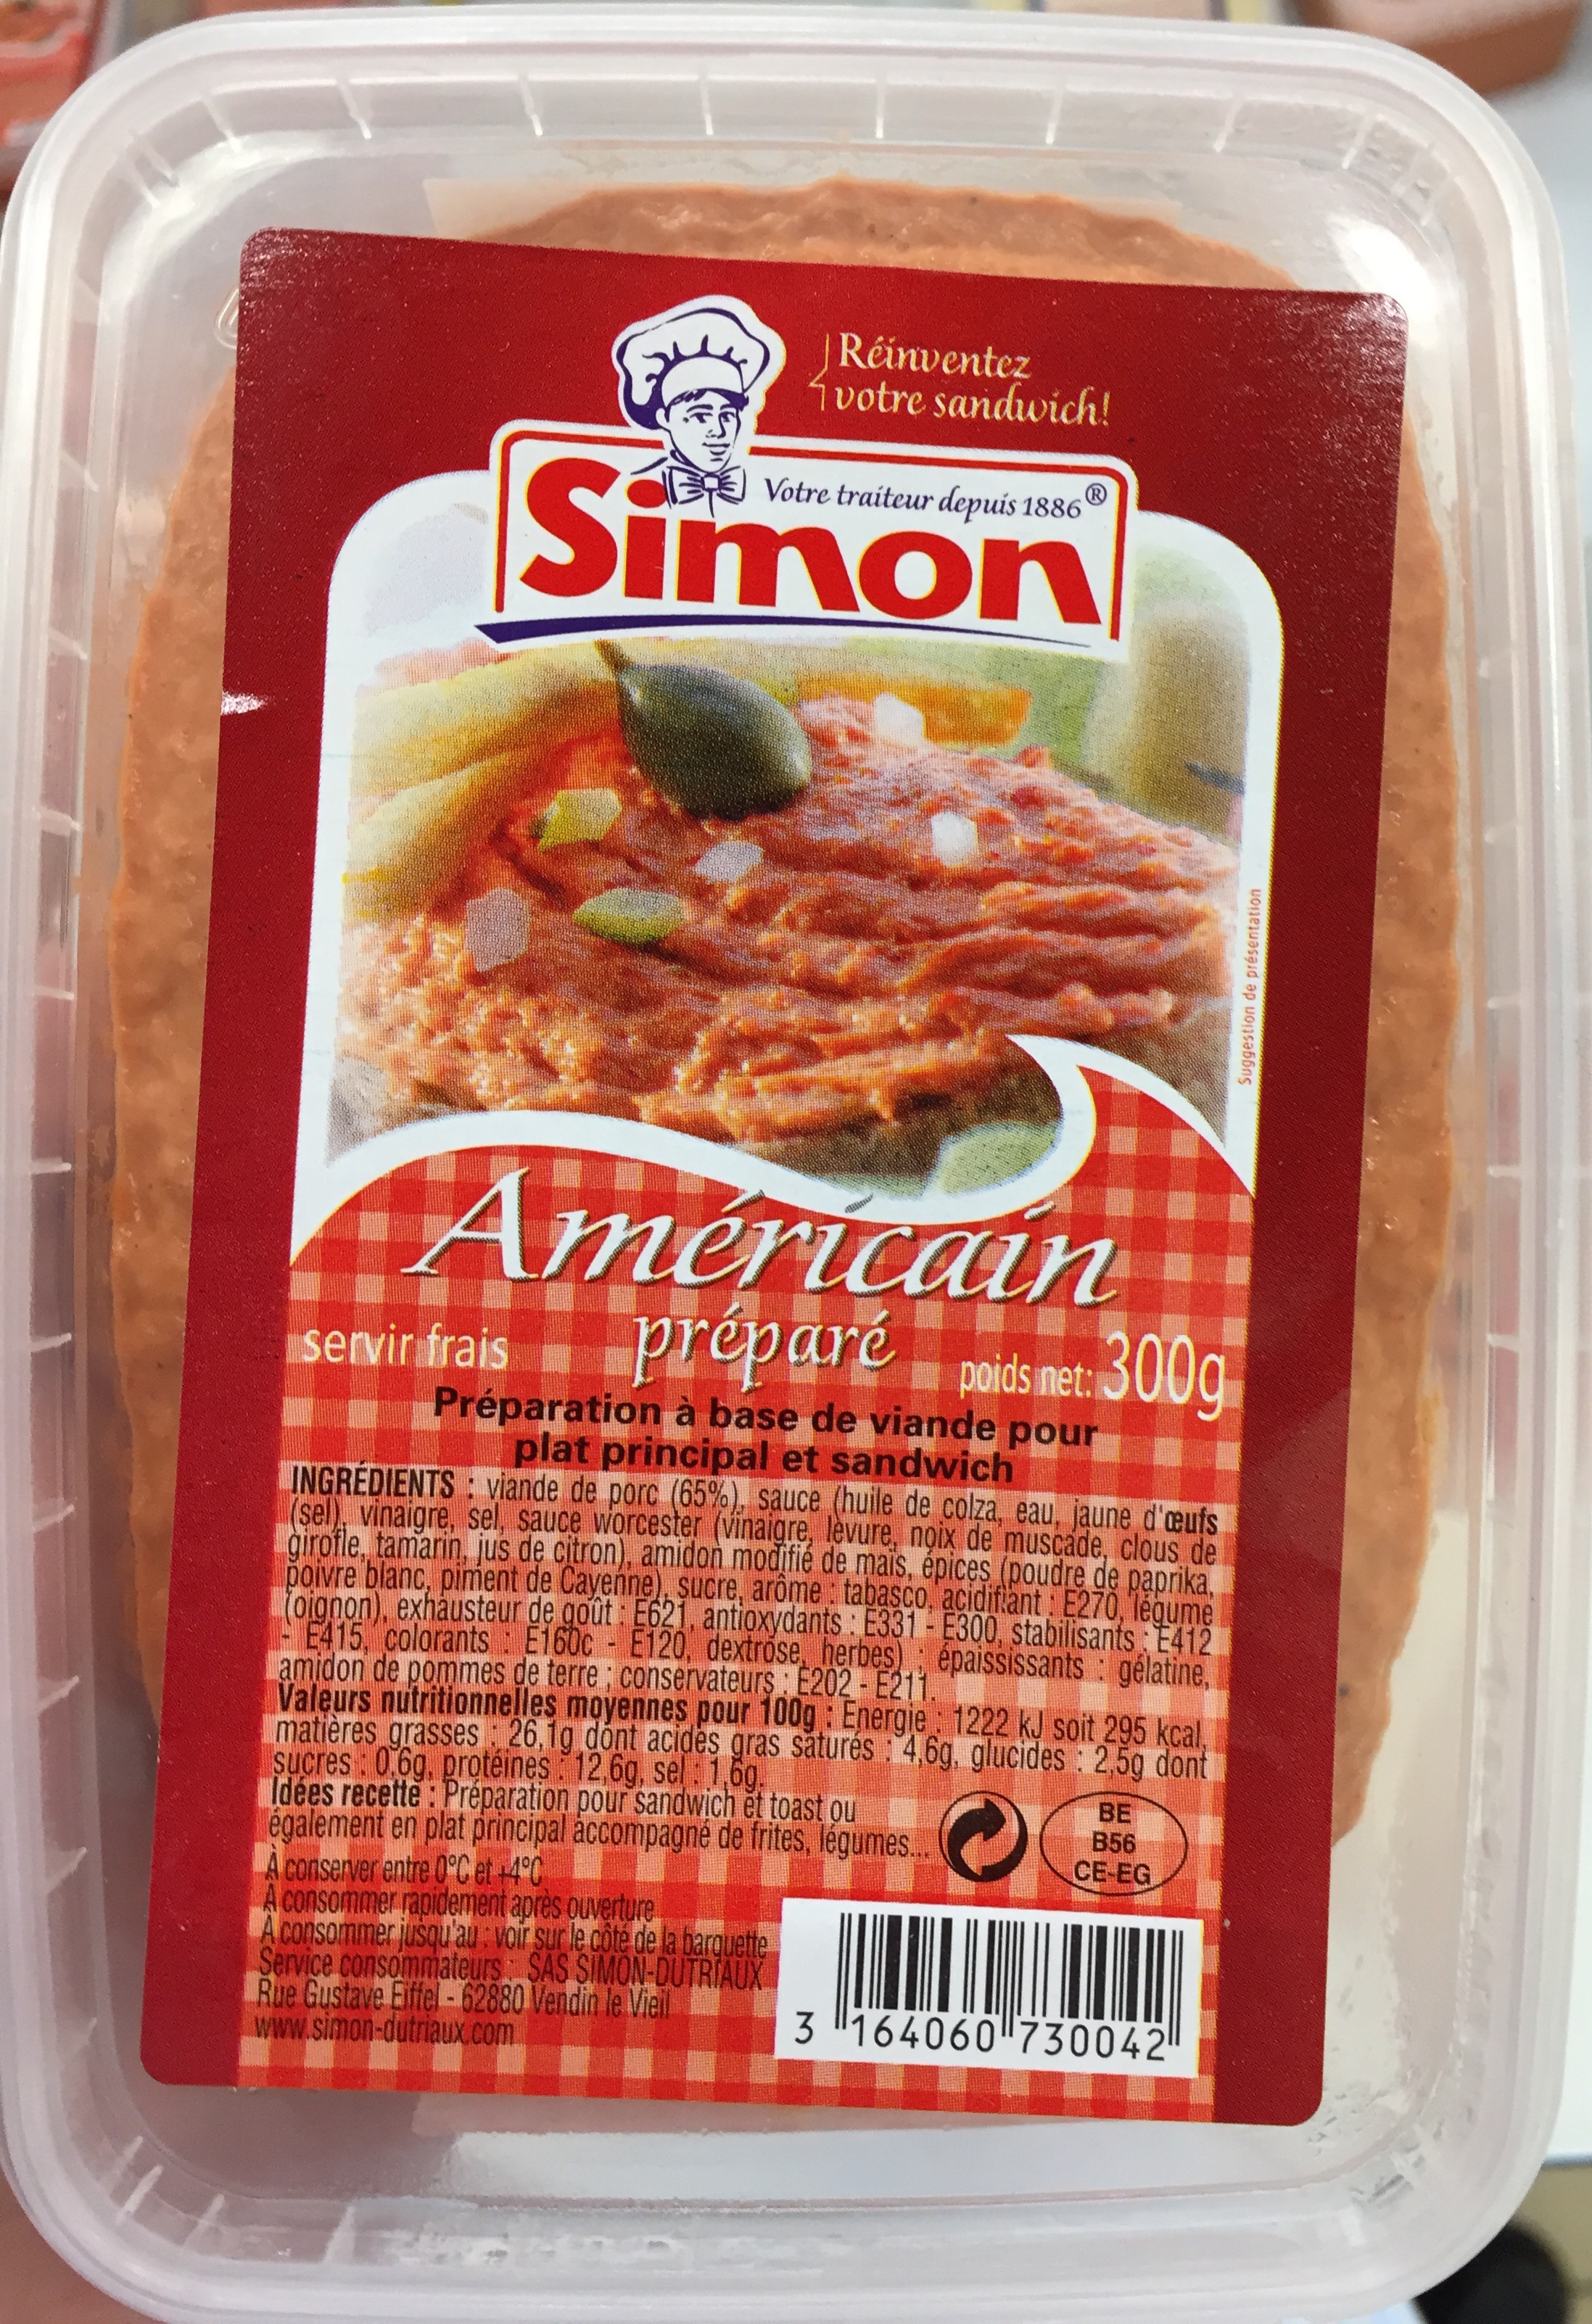 Réinventez
votre sandwich!
Votre traiteur depuis 1886®
Simon
Suggestion de présentation
Américain
préparé
servir frais
poids net: 300g
Préparation à base de viande pour
plat principal et sandwich
INGRÉDIENTS : viande de porc (65%), sauce (huile de colza, eau, jaune d'œufs
(sel), vinaigre, sel, sauce worcester (vinaigre, levure, noix de muscade, clous de
girofle, tamarin, jus de citron), amidon modifié de maïs, épices (poudre de paprika,
poivre blanc, piment de Cayenne), sucre, arôme : tabasco, acidifiant : E270, légume
(oignon), exhausteur de goût : E621, antioxydants : E331 - E300, stabilisants : E412
- E415, colorants : E160c - E120, dextrose, herbes) ; épaississants : gélatine,
amidon de pommes de terre ; conservateurs : E202 - E211.
Valeurs nutritionnelles moyennes pour 100g : Energie : 1222 kJ soit 295 kcal,
matières grasses : 26,1g dont acides gras saturés : 4,6g, glucides : 2,5g dont
sucres : 0,6g, protéines : 12,6g, sel : 1,6g.
Idées recette : Préparation pour sandwich et toast ou
également en plat principal accompagné de frites, légumes...
À conserver entre 0°C et +4°C
À consommer rapidement après ouverture
À consommer jusqu'au : voir sur le côté de la barquette
Service consommateurs : SAS SIMON-DUTRIAUX
Rue Gustave Eiffel - 62880 Vendin le Vieil
www.simon-dutriaux.com
BE
B56
CE-EG
3 164060 730042